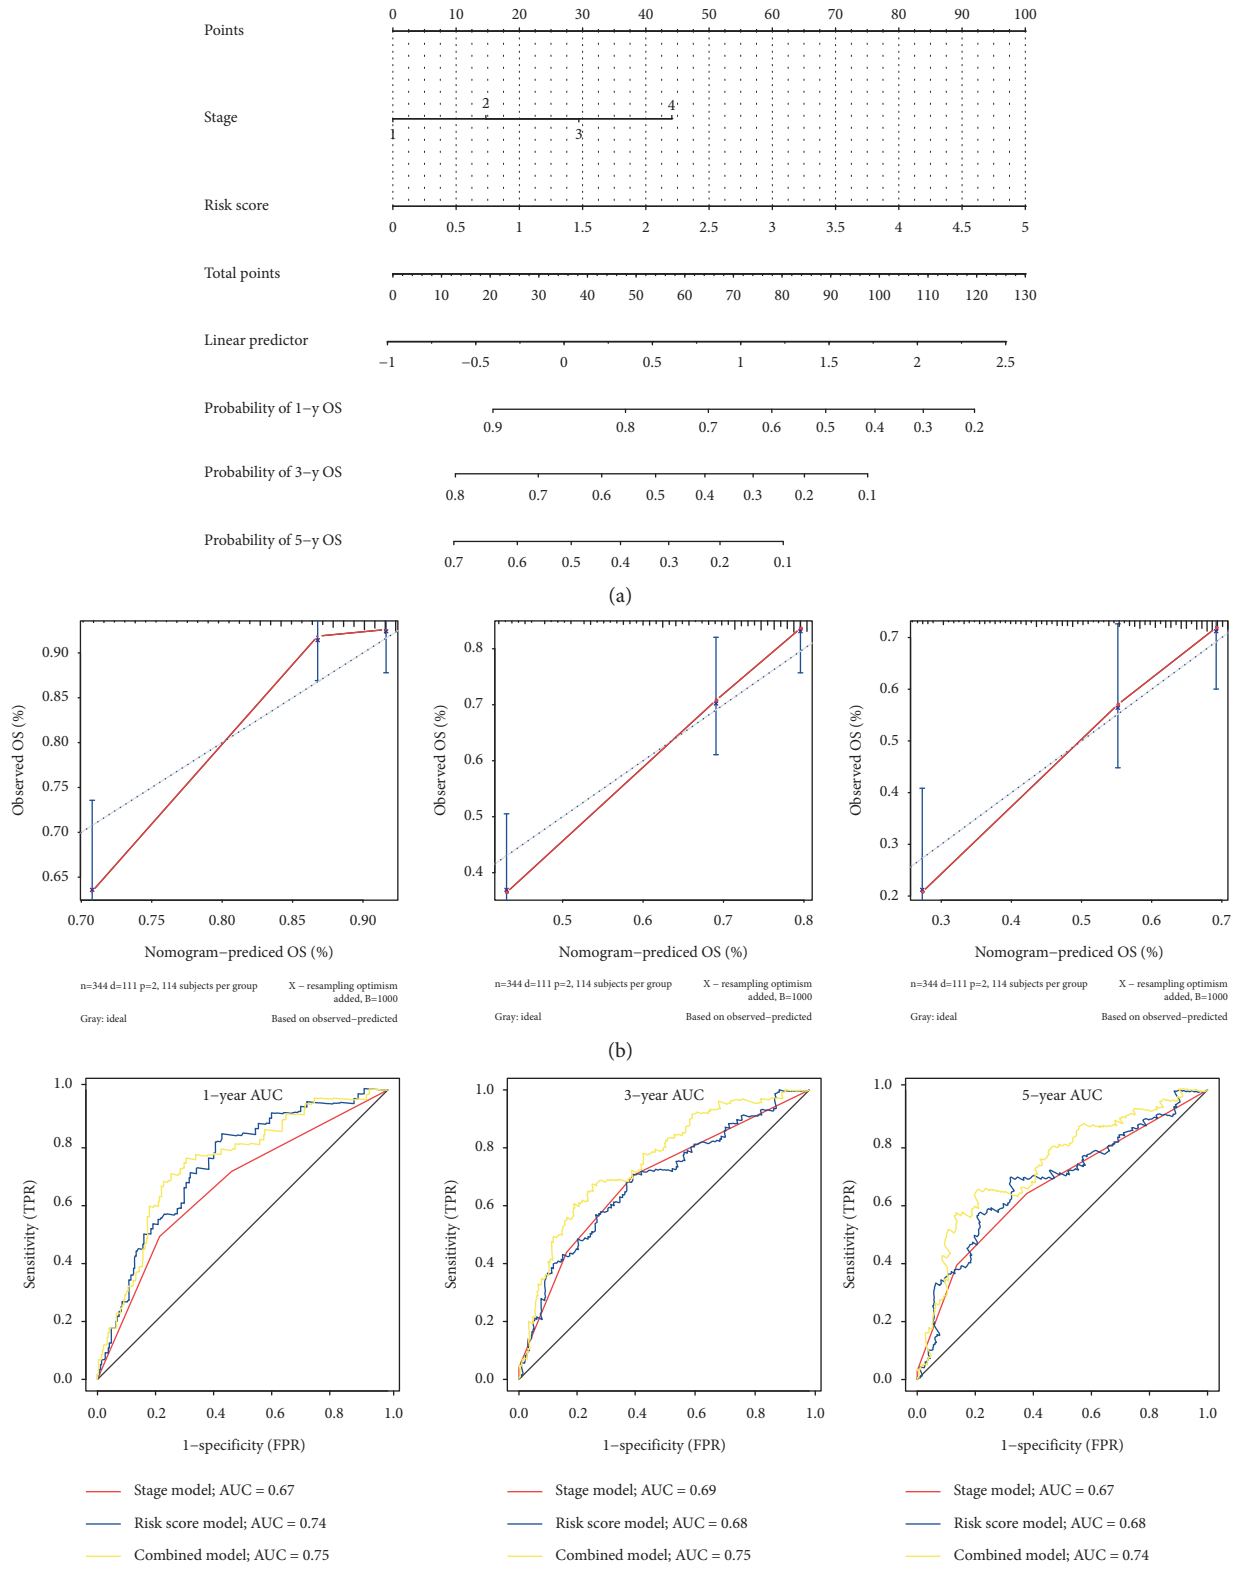 Points
0 10 20 30 40 50 60 70 80 90 100
Stage
2 4
1 3
Risk score
0 0.5 1 1.5 2 2.5 3 3.5 4 4.5 5
Total points
0 10 20 30 40 50 60 70 80 90 100 110 120 130
Linear predictor
−1 −0.5 0 0.5 1 1.5 2 2.5
Probability of 1−y OS
0.9 0.8 0.7 0.6 0.5 0.4 0.3 0.2
Probability of 3−y OS
0.8 0.7 0.6 0.5 0.4 0.3 0.2 0.1
Probability of 5−y OS
0.7 0.6 0.5 0.4 0.3 0.2 0.1
(a)
Observed OS (%)
0.90
0.85
0.80
0.75
0.70
0.65
0.70 0.75 0.80 0.85 0.90
Nomogram−prediced OS (%)
n=344 d=111 p=2, 114 subjects per group
X − resampling optimism
added, B=1000
Gray: ideal
Based on observed−predicted
Observed OS (%)
0.8
0.7
0.6
0.5
0.4
0.5 0.6 0.7 0.8
Nomogram−prediced OS (%)
n=344 d=111 p=2, 114 subjects per group
X − resampling optimism
added, B=1000
Gray: ideal
Based on observed−predicted
Observed OS (%)
0.7
0.6
0.5
0.4
0.3
0.2
0.3 0.4 0.5 0.6 0.7
Nomogram−prediced OS (%)
n=344 d=111 p=2, 114 subjects per group
X − resampling optimism
added, B=1000
Gray: ideal
Based on observed−predicted
(b)
1−year AUC
Sensitivity (TPR)
1.0
0.8
0.6
0.4
0.2
0.0
0.0 0.2 0.4 0.6 0.8 1.0
1−specificity (FPR)
Stage model; AUC = 0.67
Risk score model; AUC = 0.74
Combined model; AUC = 0.75
3−year AUC
Sensitivity (TPR)
1.0
0.8
0.6
0.4
0.2
0.0
0.0 0.2 0.4 0.6 0.8 1.0
1−specificity (FPR)
Stage model; AUC = 0.69
Risk score model; AUC = 0.68
Combined model; AUC = 0.75
5−year AUC
Sensitivity (TPR)
1.0
0.8
0.6
0.4
0.2
0.0
0.0 0.2 0.4 0.6 0.8 1.0
1−specificity (FPR)
Stage model; AUC = 0.67
Risk score model; AUC = 0.68
Combined model; AUC = 0.74